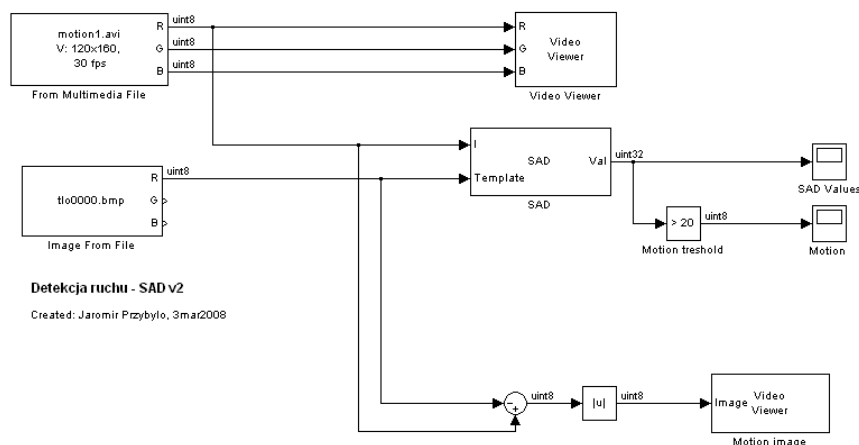 motion1.avi
V: 120x160,
30 fps
R
G
B
From Multimedia File
uint8
uint8
uint8
R
G
B
Video
Viewer
Video Viewer
tlo0000.bmp
R
G
B
Image From File
uint8
I
Template
SAD
Val
SAD
uint32
SAD Values
> 20
Motion treshold
uint8
Motion
Detekcja ruchu - SAD v2
Created: Jaromir Przybylo, 3mar2008
uint8
|u|
uint8
Image
Video
Viewer
Motion image